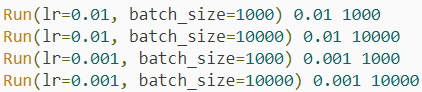 Run(lr=0.01, batch_size=1000) 0.01 1000
Run(lr=0.01, batch_size=10000) 0.01 10000
Run(lr=0.001, batch_size=1000) 0.001 1000
Run(lr=0.001, batch_size=10000) 0.001 10000